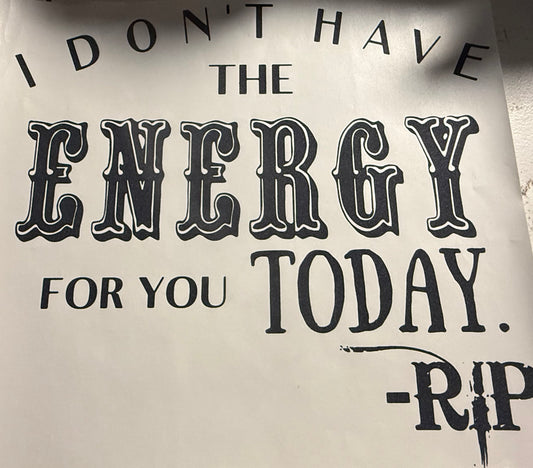 I DON'T HAVE
THE
ENERGY
FOR YOU TODAY.
-RIP